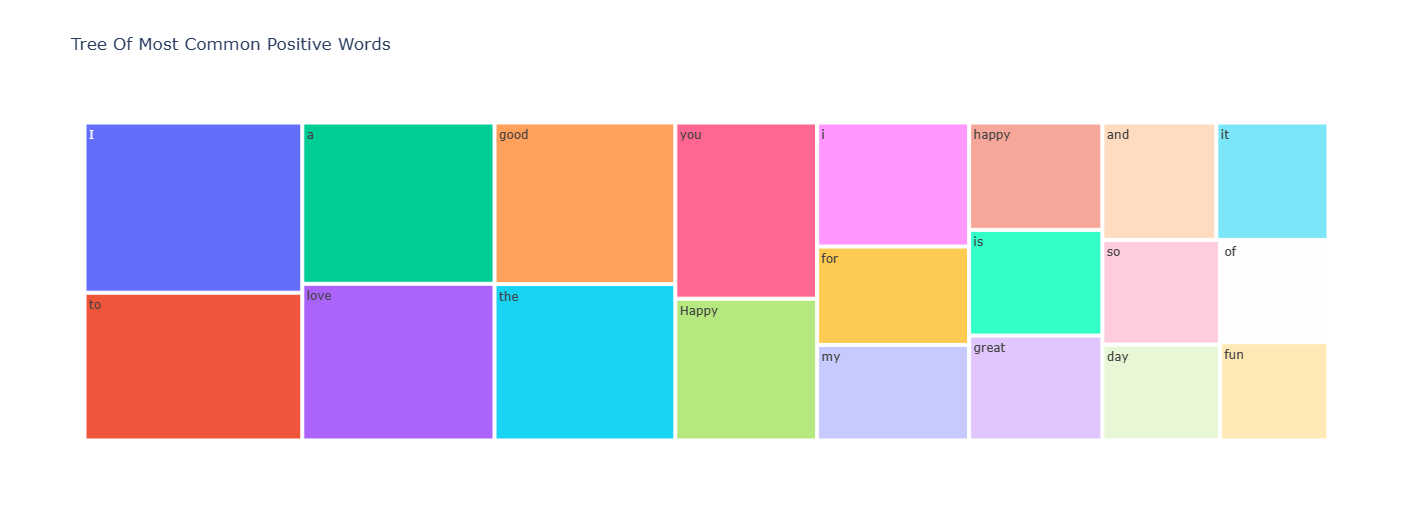 Tree Of Most Common Positive Words
I
a
good
you
i
happy
and
it
to
love
the
Happy
for
my
is
great
so
of
day
fun